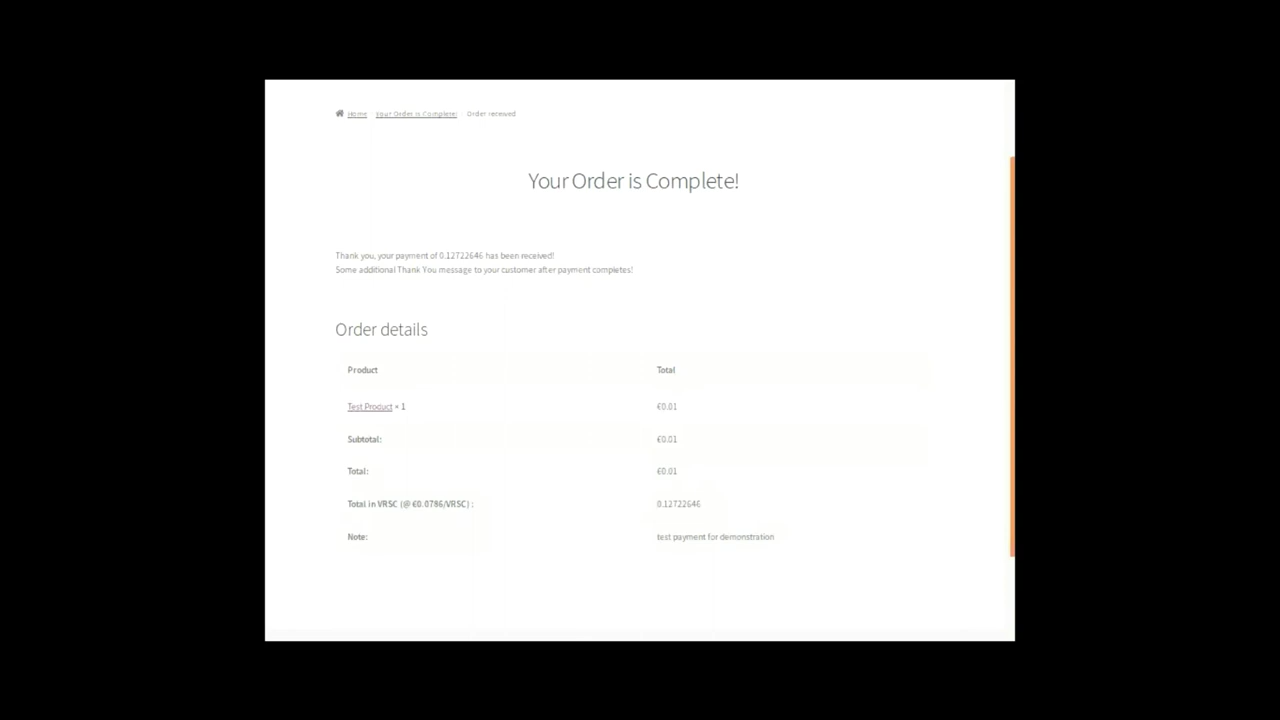 Home Your Order is Complete! Order received
Your Order is Complete!
Thank you, your payment of 0.12722646 has been received!
Some additional Thank You message to your customer after payment completes!
Order details
Product Total
Test Product × 1 €0.01
Subtotal: €0.01
Total: €0.01
Total in VRSC (@ €0.0786/VRSC) : 0.12722646
Note: test payment for demonstration